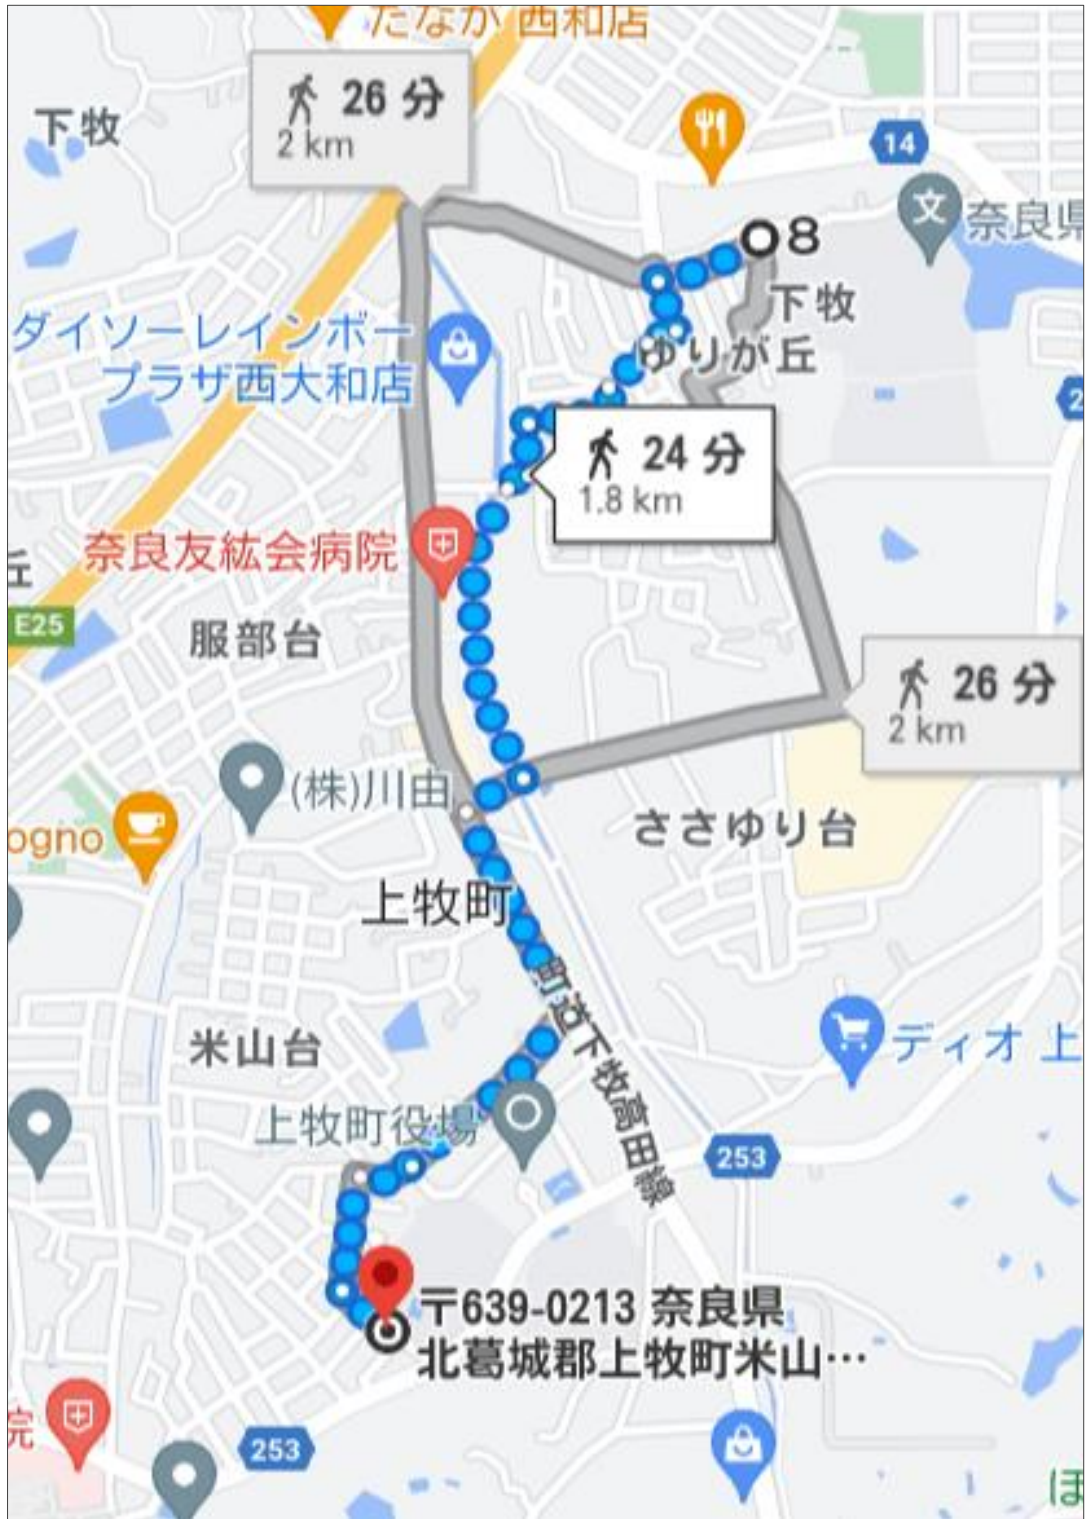 たなか 西和店
26 分
2 km
下牧
14
奈良県
8
下牧
ゆりが丘
ダイソーレインボー
プラザ西大和店
2
24 分
1.8 km
奈良友紘会病院
丘
E25
服部台
26 分
2 km
(株)川由
ogno
ささゆり台
上牧町
町道下牧高田線
米山台
ディオ 上
上牧町役場
253
〒639-0213 奈良県
北葛城郡上牧町米山…
院
253
ほ